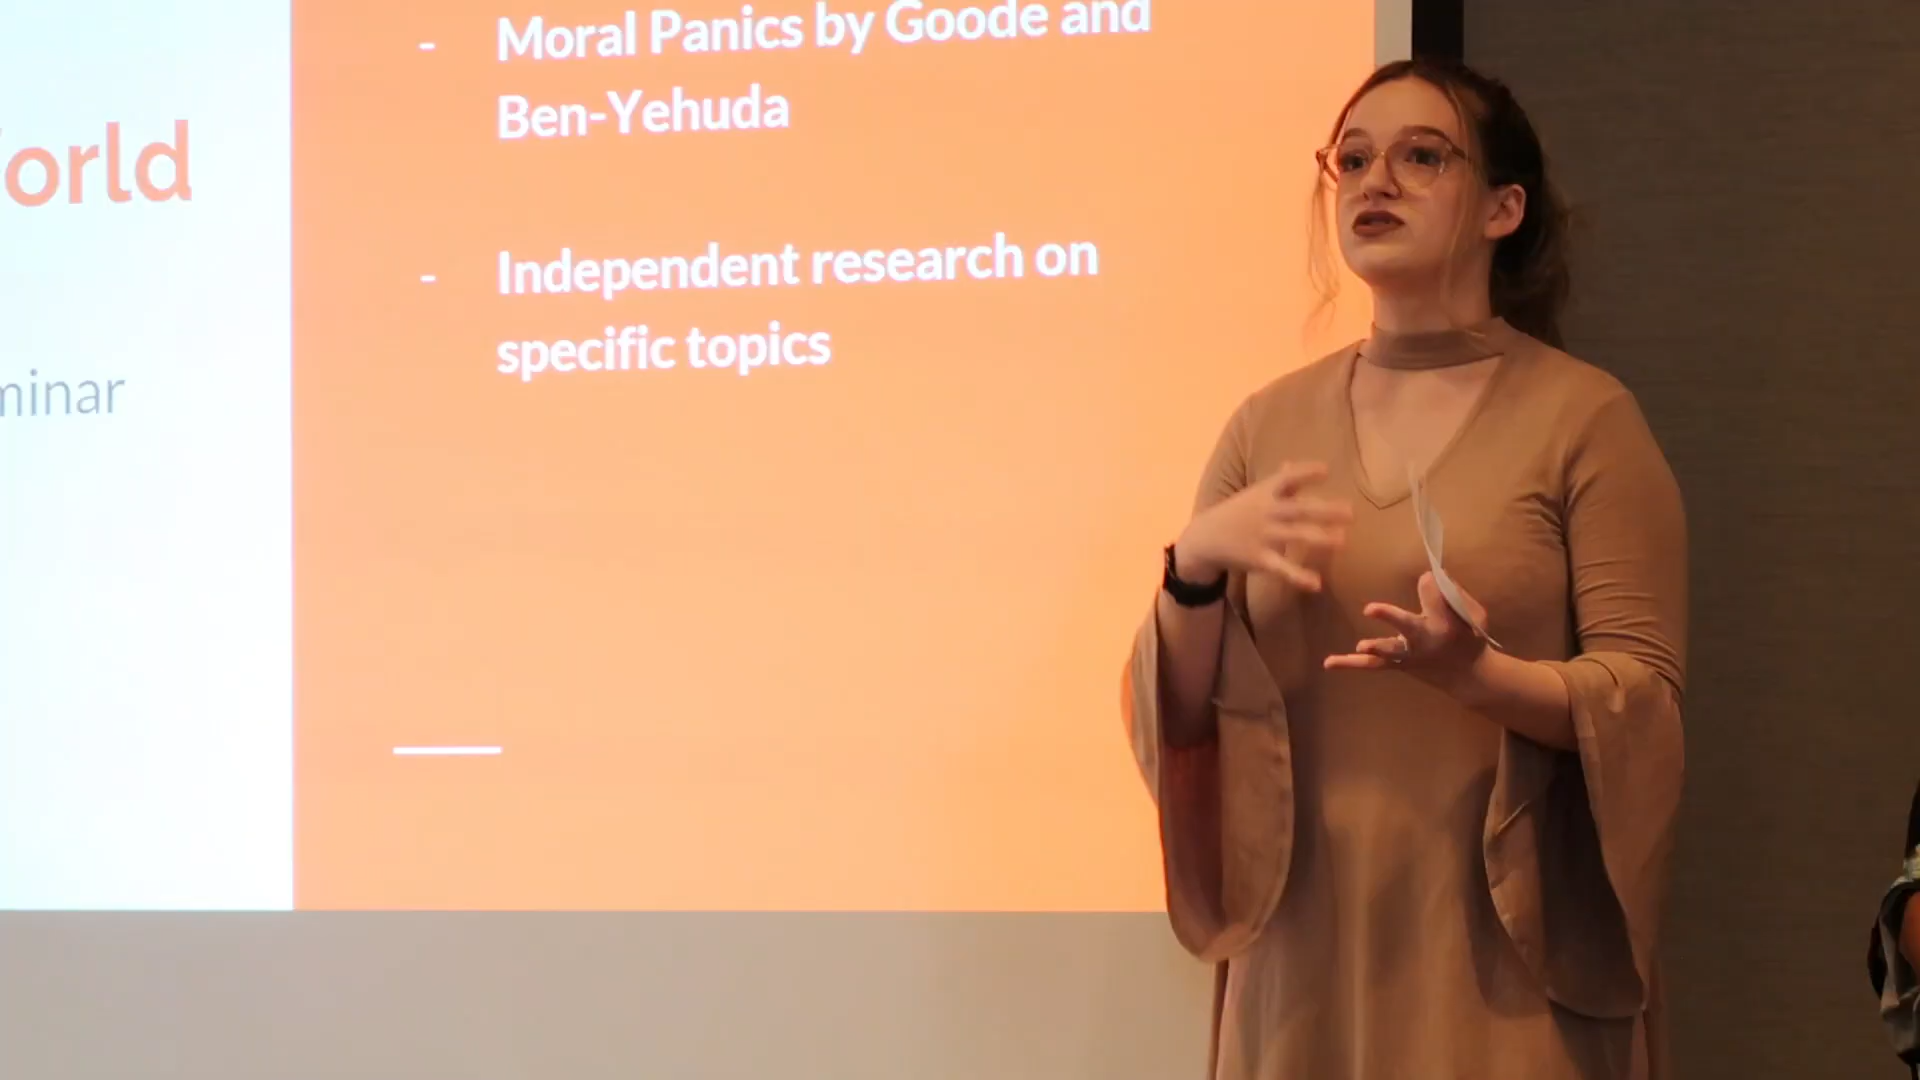 orld
minar
- Moral Panics by Goode and
Ben-Yehuda
- Independent research on
specific topics